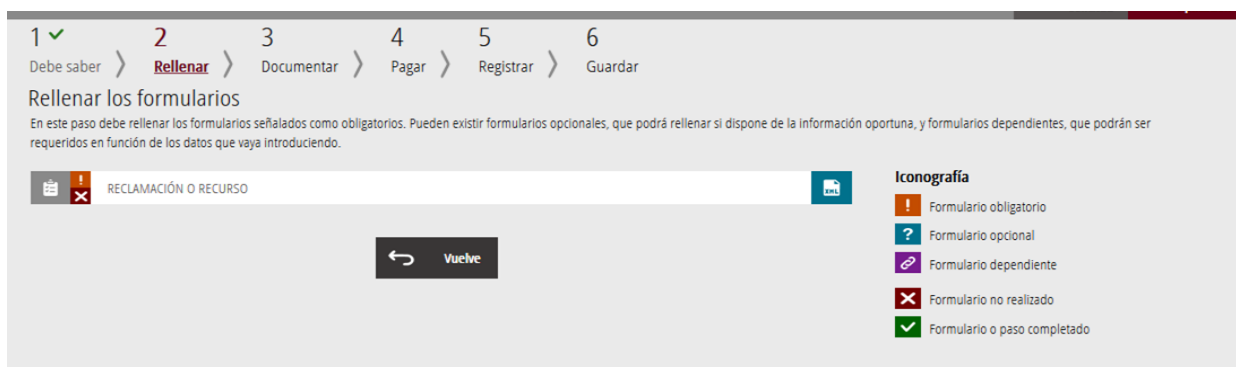 1 2 3 4 5 6
Debe saber Rellenar Documentar Pagar Registrar Guardar
Rellenar los formularios
En este paso debe rellenar los formularios señalados como obligatorios. Pueden existir formularios opcionales, que podrá rellenar si dispone de la información oportuna, y formularios dependientes, que podrán ser
requeridos en función de los datos que vaya introduciendo.
RECLAMACIÓN O RECURSO
XML
Vuelve
Iconografía
! Formulario obligatorio
? Formulario opcional
Formulario dependiente
Formulario no realizado
Formulario o paso completado